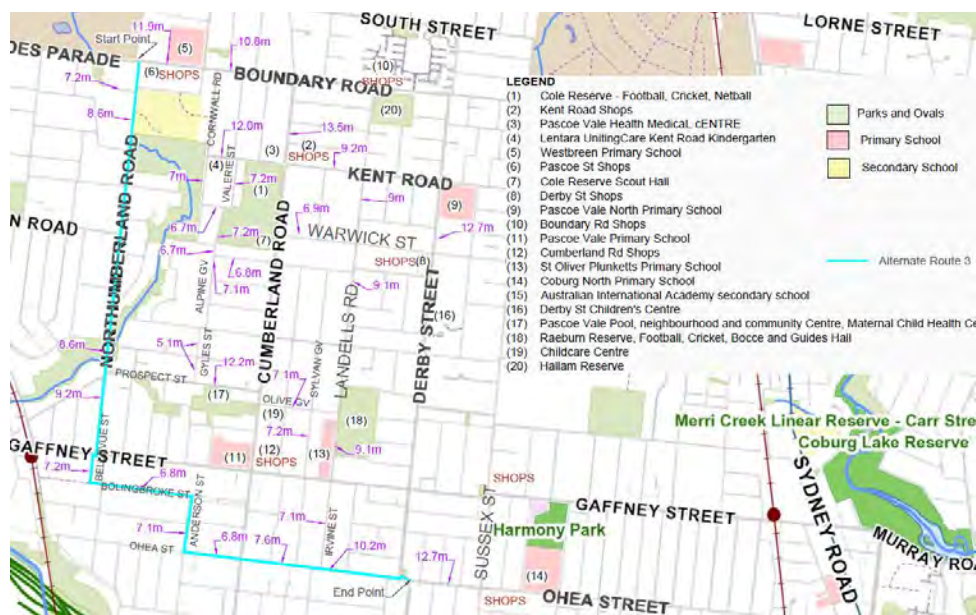 SOUTH STREET
LORNE STREET
11.9m
Start Point
(5)
10.8m
DES PARADE
(6) SHOPS
BOUNDARY ROAD
(10)
SHOPS
(20)
7.2m
8.6m
CORNWALL RD
12.0m
13.5m
(3)
(2)
SHOPS
9.2m
(4)
VALERIE ST
7m
7.2m
(1)
KENT ROAD
9m
(9)
6.9m
6.7m
7.2m
(7)
WARWICK ST
12.7m
N ROAD
NORTHUMBERLAND ROAD
6.7m
6.8m
7.1m
SHOPS
(8)
9.1m
ALPINE GV
CUMBERLAND ROAD
LANDELLS RD
DERBY STREET
(16)
8.6m
5.1m
GYLES ST
12.2m
7.1m
SYLVAN GV
PROSPECT ST
(17)
OLIVE GV
(19)
9.2m
BELLEVUE ST
7.2m
(18)
GAFFNEY STREET
(11)
(12)
SHOPS
(13)
9.1m
7.2m
6.8m
BOLINGBROKE ST
ANDERSON ST
7.1m
OHEA ST
6.8m
7.6m
7.1m
IRVINE ST
10.2m
12.7m
End Point
SUSSEX ST
SHOPS
GAFFNEY STREET
Harmony Park
(14)
SHOPS
OHEA STREET
Merri Creek Linear Reserve - Carr Stre
Coburg Lake Reserve
SYDNEY ROAD
MURRAY ROA
LEGEND
(1) Cole Reserve - Football, Cricket, Netball
(2) Kent Road Shops
(3) Pascoe Vale Health MedicaL cENTRE
(4) Lentara UnitingCare Kent Road Kindergarten
(5) Westbreen Primary School
(6) Pascoe St Shops
(7) Cole Reserve Scout Hall
(8) Derby St Shops
(9) Pascoe Vale North Primary School
(10) Boundary Rd Shops
(11) Pascoe Vale Primary School
(12) Cumberland Rd Shops
(13) St Oliver Plunketts Primary School
(14) Coburg North Primary School
(15) Australian International Academy secondary school
(16) Derby St Children's Centre
(17) Pascoe Vale Pool, neighbourhood and community Centre, Maternal Child Health Ce
(18) Raeburn Reserve, Football, Cricket, Bocce and Guides Hall
(19) Childcare Centre
(20) Hallam Reserve
Parks and Ovals
Primary School
Secondary School
Alternate Route 3